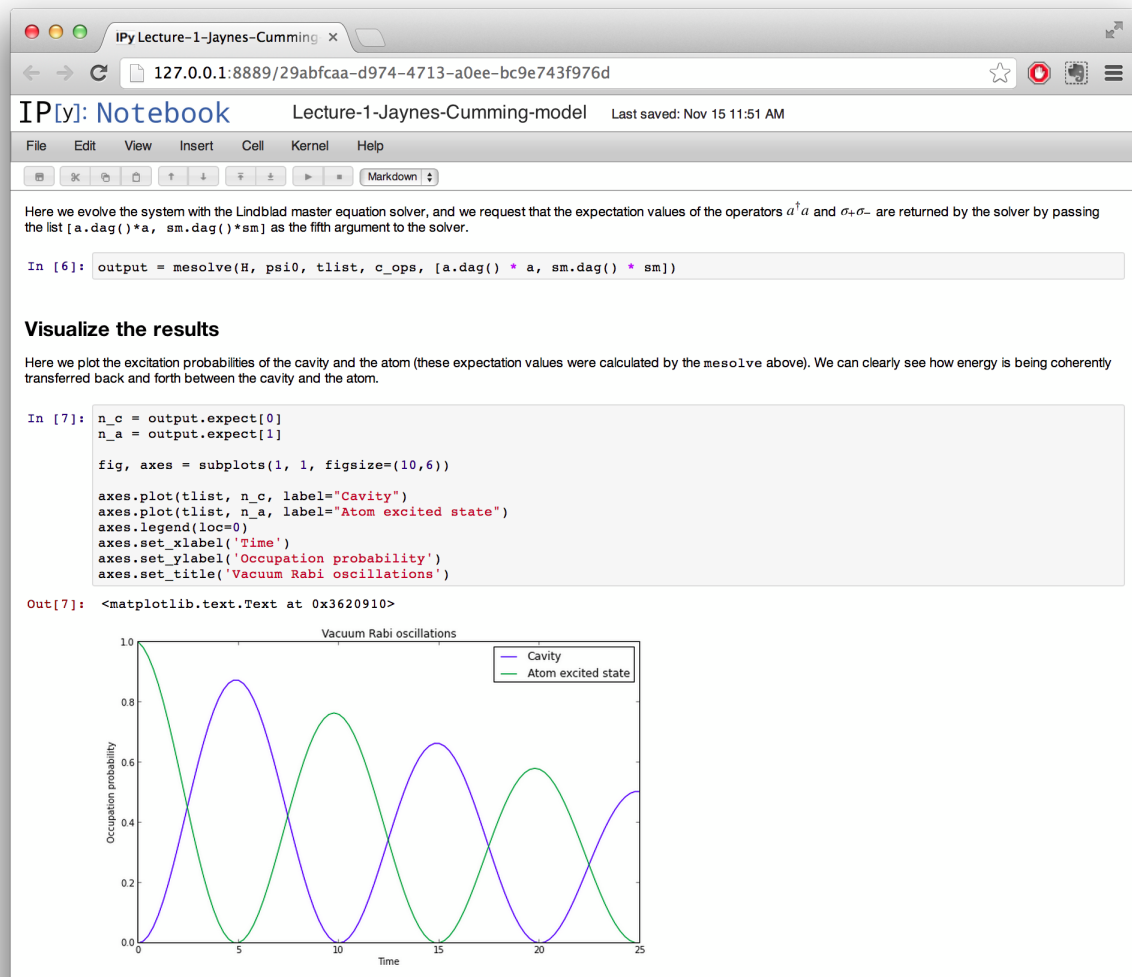 IPy Lecture-1-Jaynes-Cumming
127.0.0.1:8889/29abfcaa-d974-4713-a0ee-bc9e743f976d
IP[y]: Notebook Lecture-1-Jaynes-Cumming-model Last saved: Nov 15 11:51 AM
File Edit View Insert Cell Kernel Help
Markdown
Here we evolve the system with the Lindblad master equation solver, and we request that the expectation values of the operators a†a and σ+σ− are returned by the solver by passing
the list [a.dag()*a, sm.dag()*sm] as the fifth argument to the solver.
In [6]: output = mesolve(H, psi0, tlist, c_ops, [a.dag() * a, sm.dag() * sm])
Visualize the results
Here we plot the excitation probabilities of the cavity and the atom (these expectation values were calculated by the mesolve above). We can clearly see how energy is being coherently
transferred back and forth between the cavity and the atom.
In [7]: n_c = output.expect[0]
n_a = output.expect[1]
fig, axes = subplots(1, 1, figsize=(10,6))
axes.plot(tlist, n_c, label="Cavity")
axes.plot(tlist, n_a, label="Atom excited state")
axes.legend(loc=0)
axes.set_xlabel('Time')
axes.set_ylabel('Occupation probability')
axes.set_title('Vacuum Rabi oscillations')
Out[7]: <matplotlib.text.Text at 0x3620910>
Vacuum Rabi oscillations
Cavity
Atom excited state
Occupation probability
1.0
0.8
0.6
0.4
0.2
0.0
0 5 10 15 20 25
Time